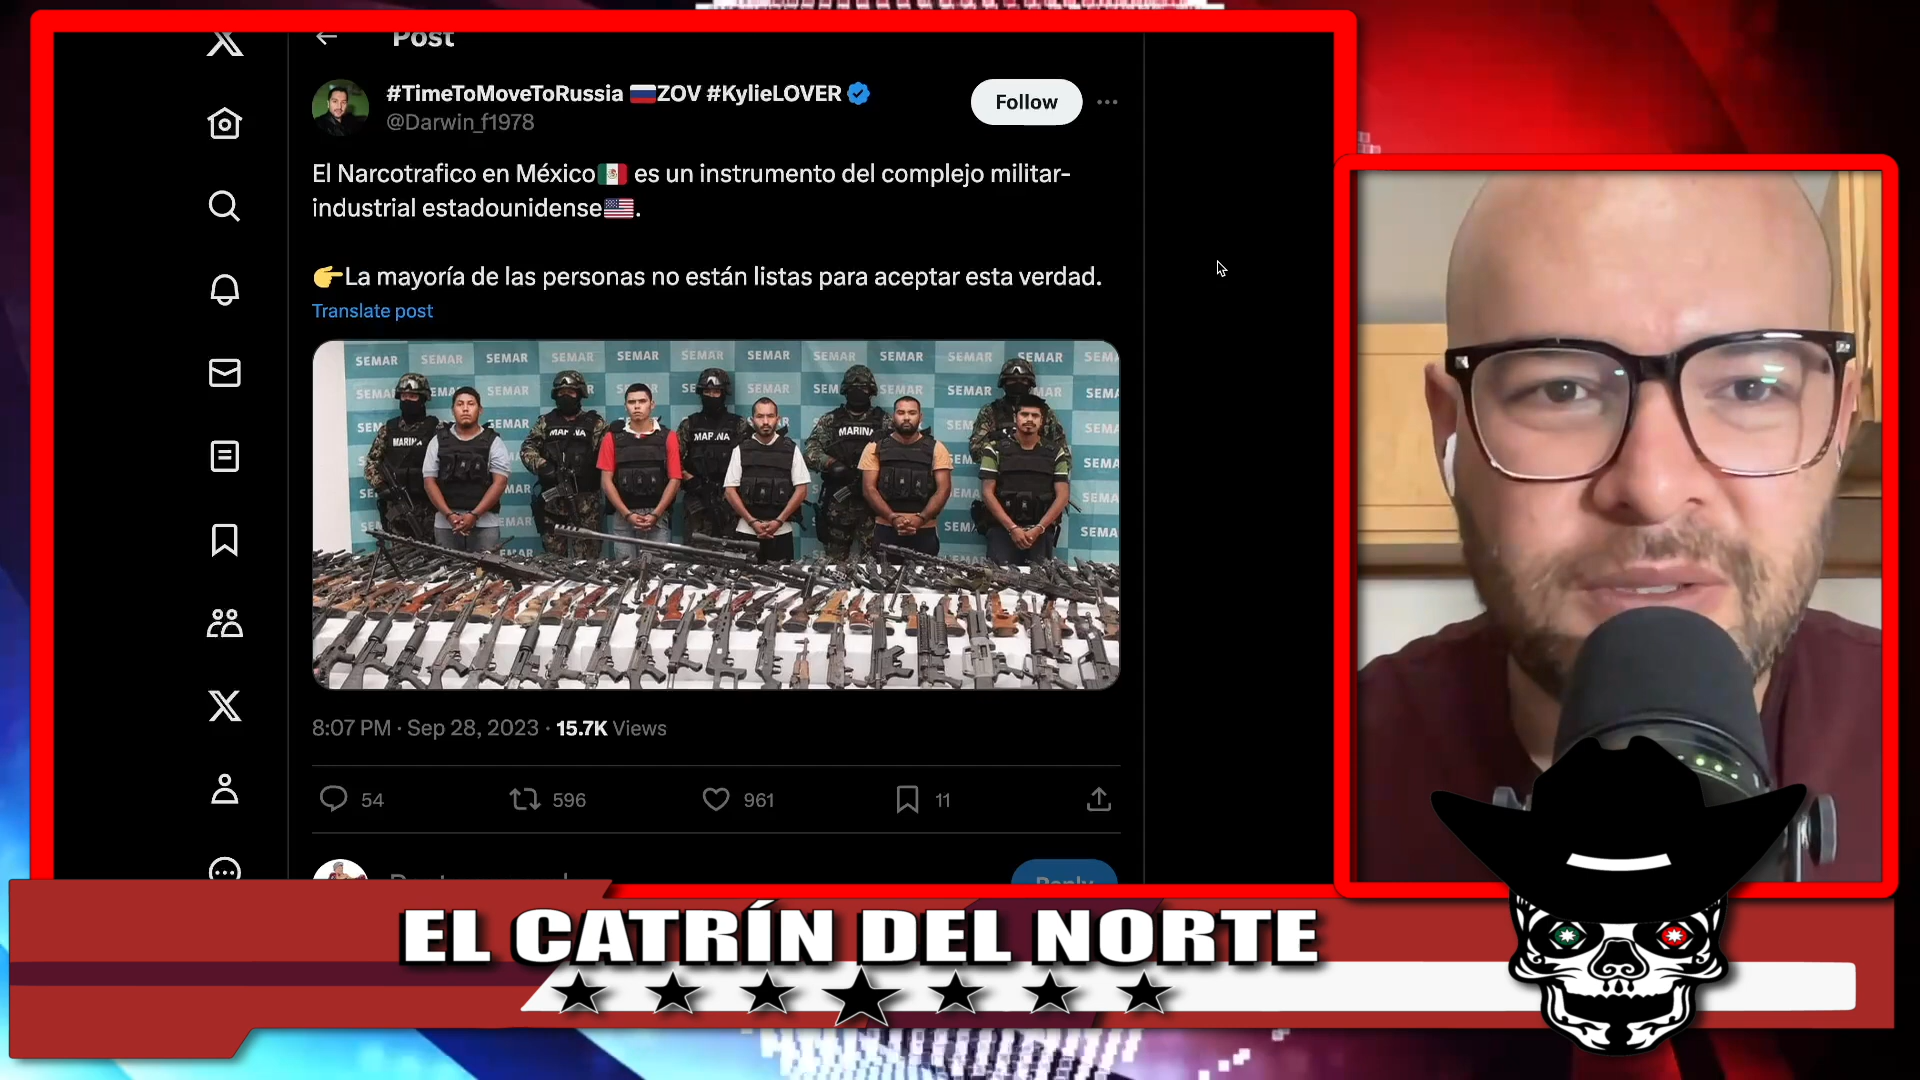 Post
#TimeToMoveToRussia 🇷🇺ZOV #KylieLOVER
@Darwin_f1978
Follow
El Narcotrafico en México🇲🇽 es un instrumento del complejo militar-
industrial estadounidense🇺🇸.
👉La mayoría de las personas no están listas para aceptar esta verdad.
Translate post
SEMAR SEMAR SEMAR SEMAR SEMAR SEMAR SEMAR SEMAR SEMAR SEMAR
MARINA
MARINA
MARINA
MARINA
8:07 PM · Sep 28, 2023 · 15.7K Views
54 596 961 11
Reply
EL CATRÍN DEL NORTE